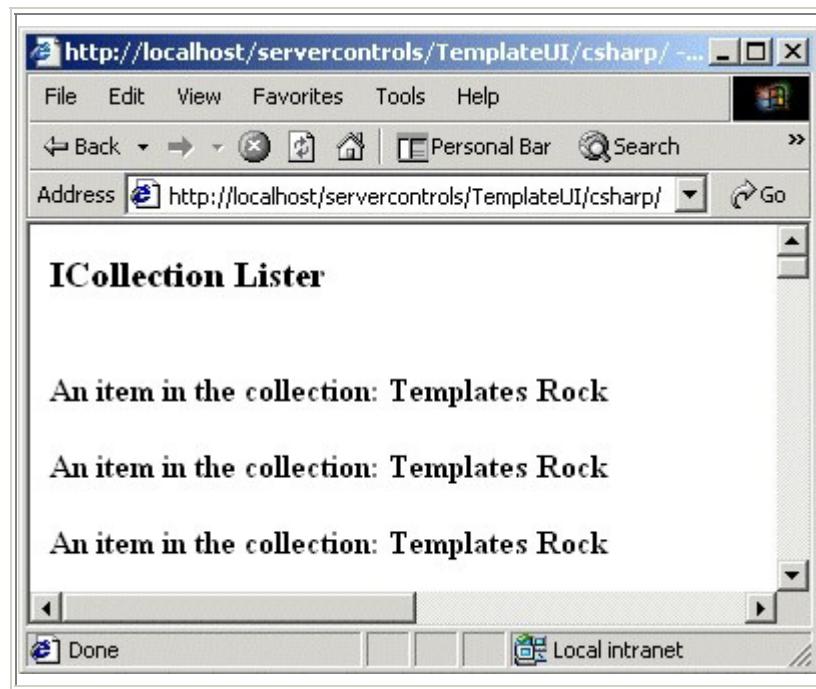 http://localhost/servercontrols/TemplateUI/csharp/ -...
File Edit View Favorites Tools Help
Back Personal Bar Search »
Address http://localhost/servercontrols/TemplateUI/csharp/ Go
ICollection Lister
An item in the collection: Templates Rock
An item in the collection: Templates Rock
An item in the collection: Templates Rock
Done Local intranet